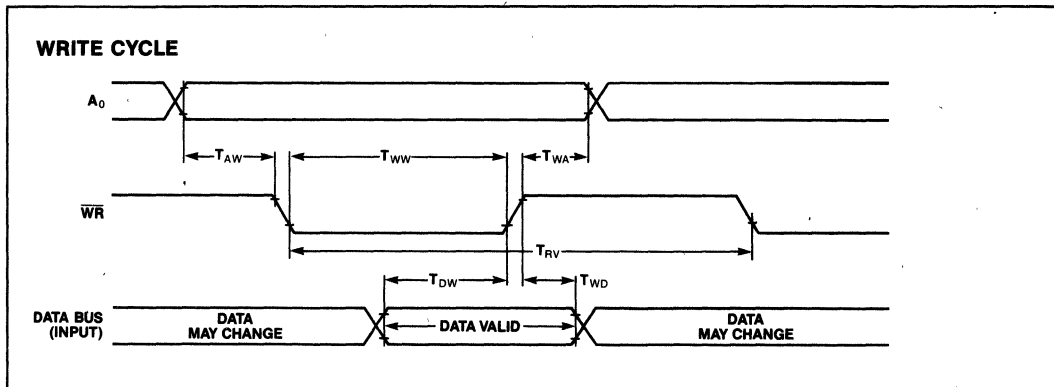 WRITE CYCLE
A0
TAW
TWW
TWA
WR
TRV
TDW
TWD
DATA BUS
(INPUT)
DATA
MAY CHANGE
DATA VALID
DATA
MAY CHANGE